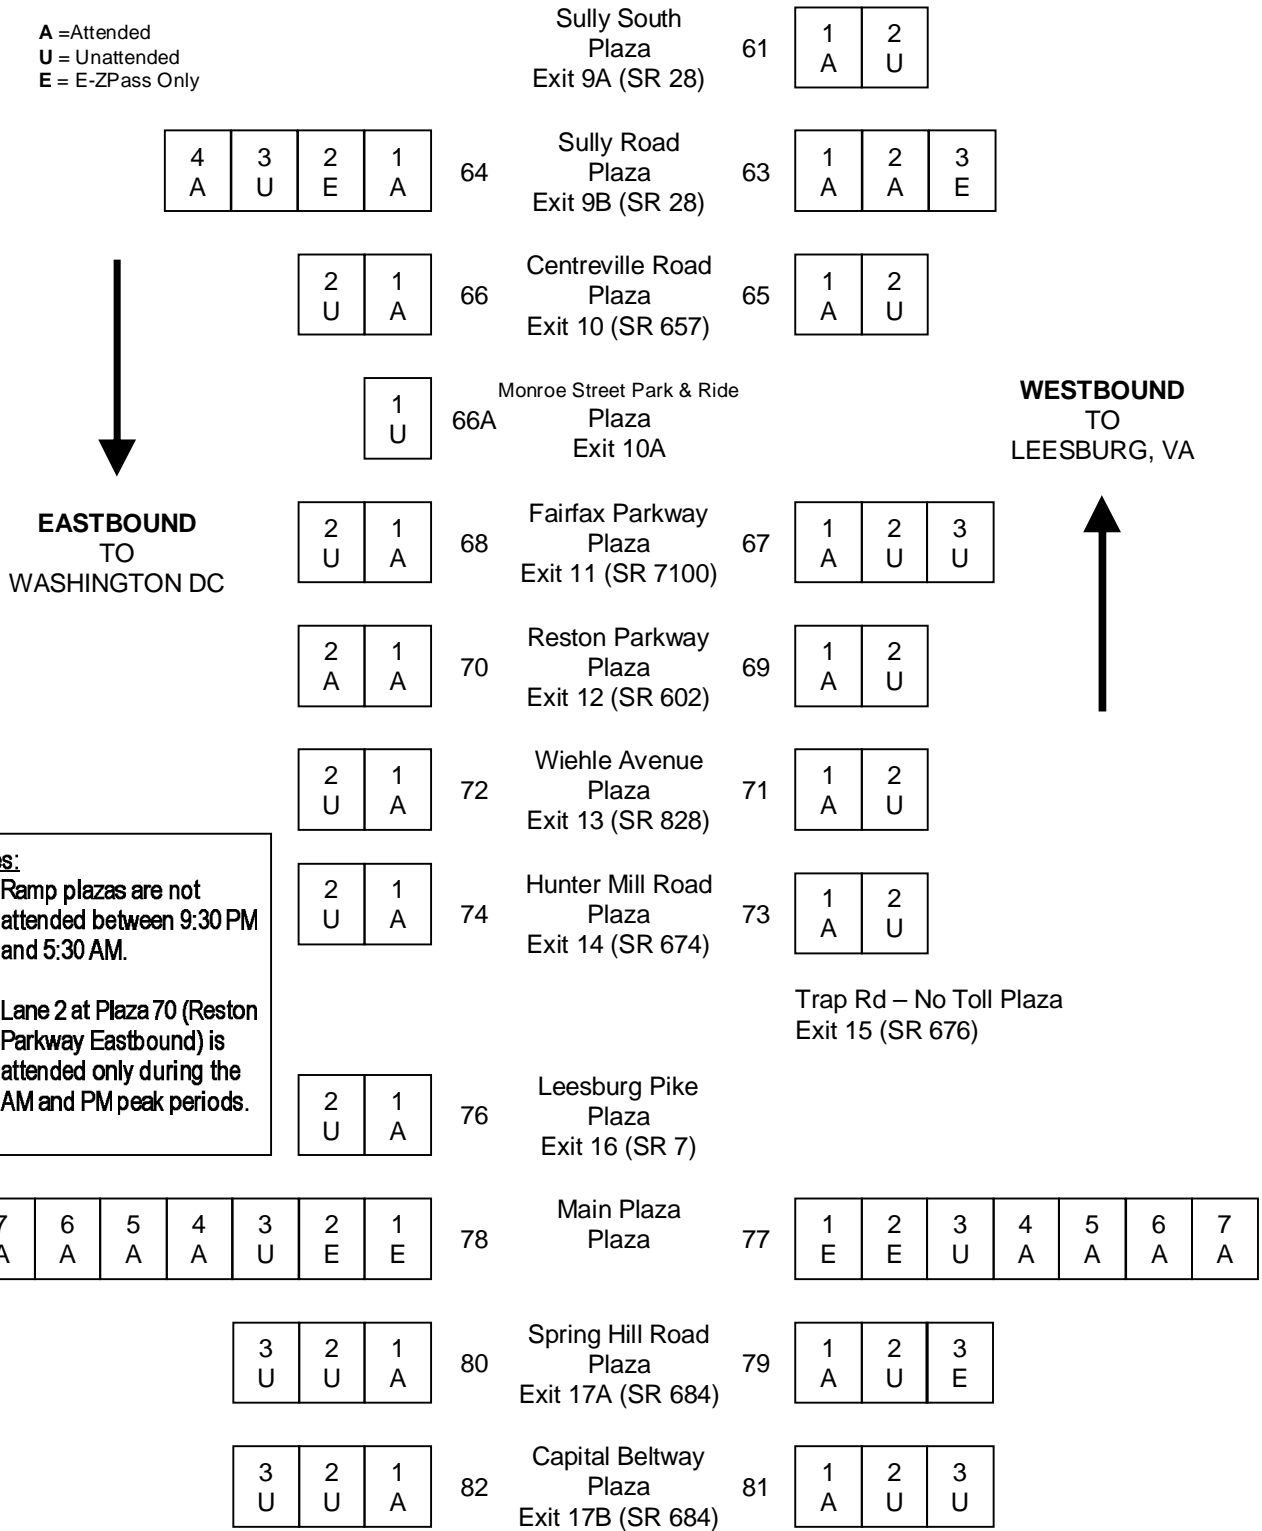 A =Attended
U = Unattended
E = E-ZPass Only
Sully South
Plaza
Exit 9A (SR 28)
61
1 2
A U
4 3 2 1
A U E A
64
Sully Road
Plaza
Exit 9B (SR 28)
63
1 2 3
A A E
2 1
U A
66
Centreville Road
Plaza
Exit 10 (SR 657)
65
1 2
A U
1
U
66A
Monroe Street Park & Ride
Plaza
Exit 10A
WESTBOUND
TO
LEESBURG, VA
EASTBOUND
TO
WASHINGTON DC
2 1
U A
68
Fairfax Parkway
Plaza
Exit 11 (SR 7100)
67
1 2 3
A U U
2 1
A A
70
Reston Parkway
Plaza
Exit 12 (SR 602)
69
1 2
A U
2 1
U A
72
Wiehle Avenue
Plaza
Exit 13 (SR 828)
71
1 2
A U
es:
Ramp plazas are not
attended between 9:30 PM
and 5:30 AM.
Lane 2 at Plaza 70 (Reston
Parkway Eastbound) is
attended only during the
AM and PM peak periods.
2 1
U A
74
Hunter Mill Road
Plaza
Exit 14 (SR 674)
73
1 2
A U
Trap Rd – No Toll Plaza
Exit 15 (SR 676)
2 1
U A
76
Leesburg Pike
Plaza
Exit 16 (SR 7)
7 6 5 4 3 2 1
A A A A U E E
78
Main Plaza
Plaza
77
1 2 3 4 5 6 7
E E U A A A A
3 2 1
U U A
80
Spring Hill Road
Plaza
Exit 17A (SR 684)
79
1 2 3
A U E
3 2 1
U U A
82
Capital Beltway
Plaza
Exit 17B (SR 684)
81
1 2 3
A U U